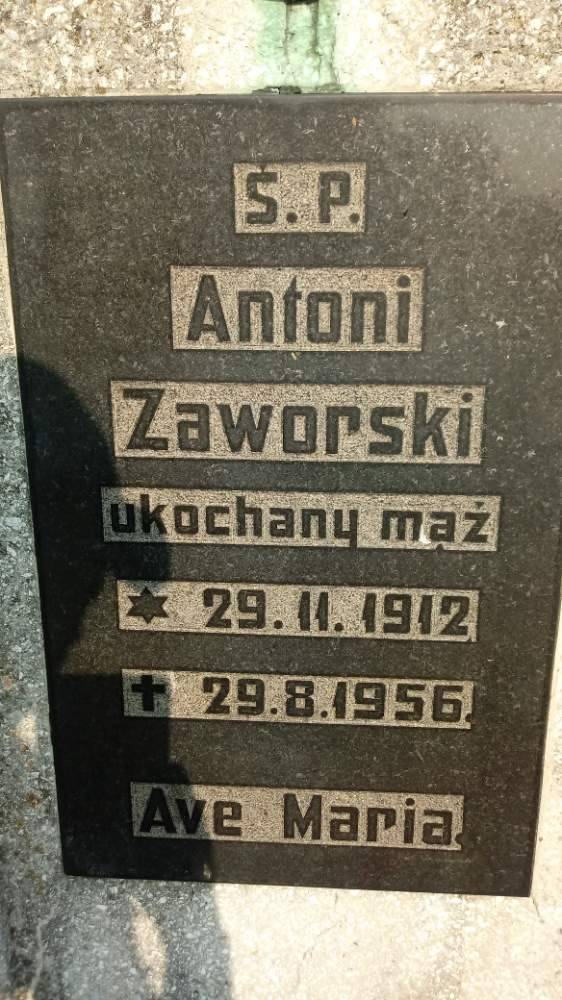 Ś. P.
Antoni
Zaworski
ukochany mąż
✶ 29.11.1912
✝ 29.8.1956.
Ave Maria.